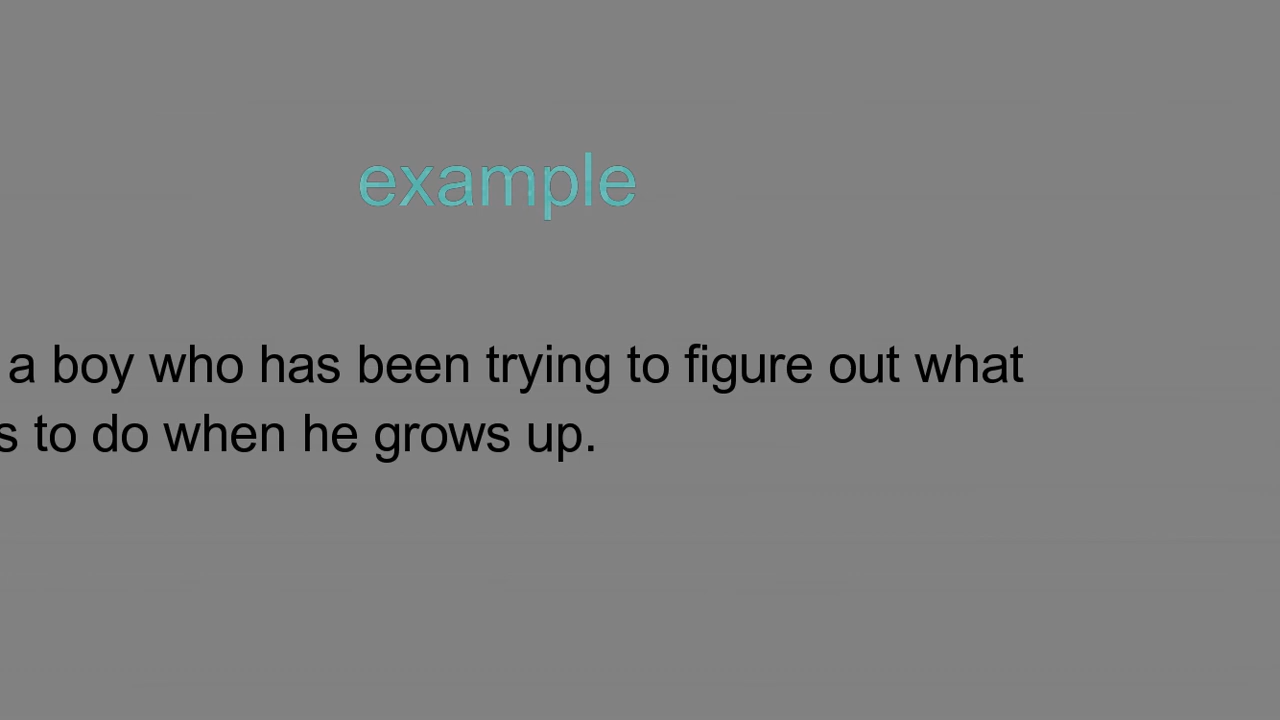 example
a boy who has been trying to figure out what
to do when he grows up.